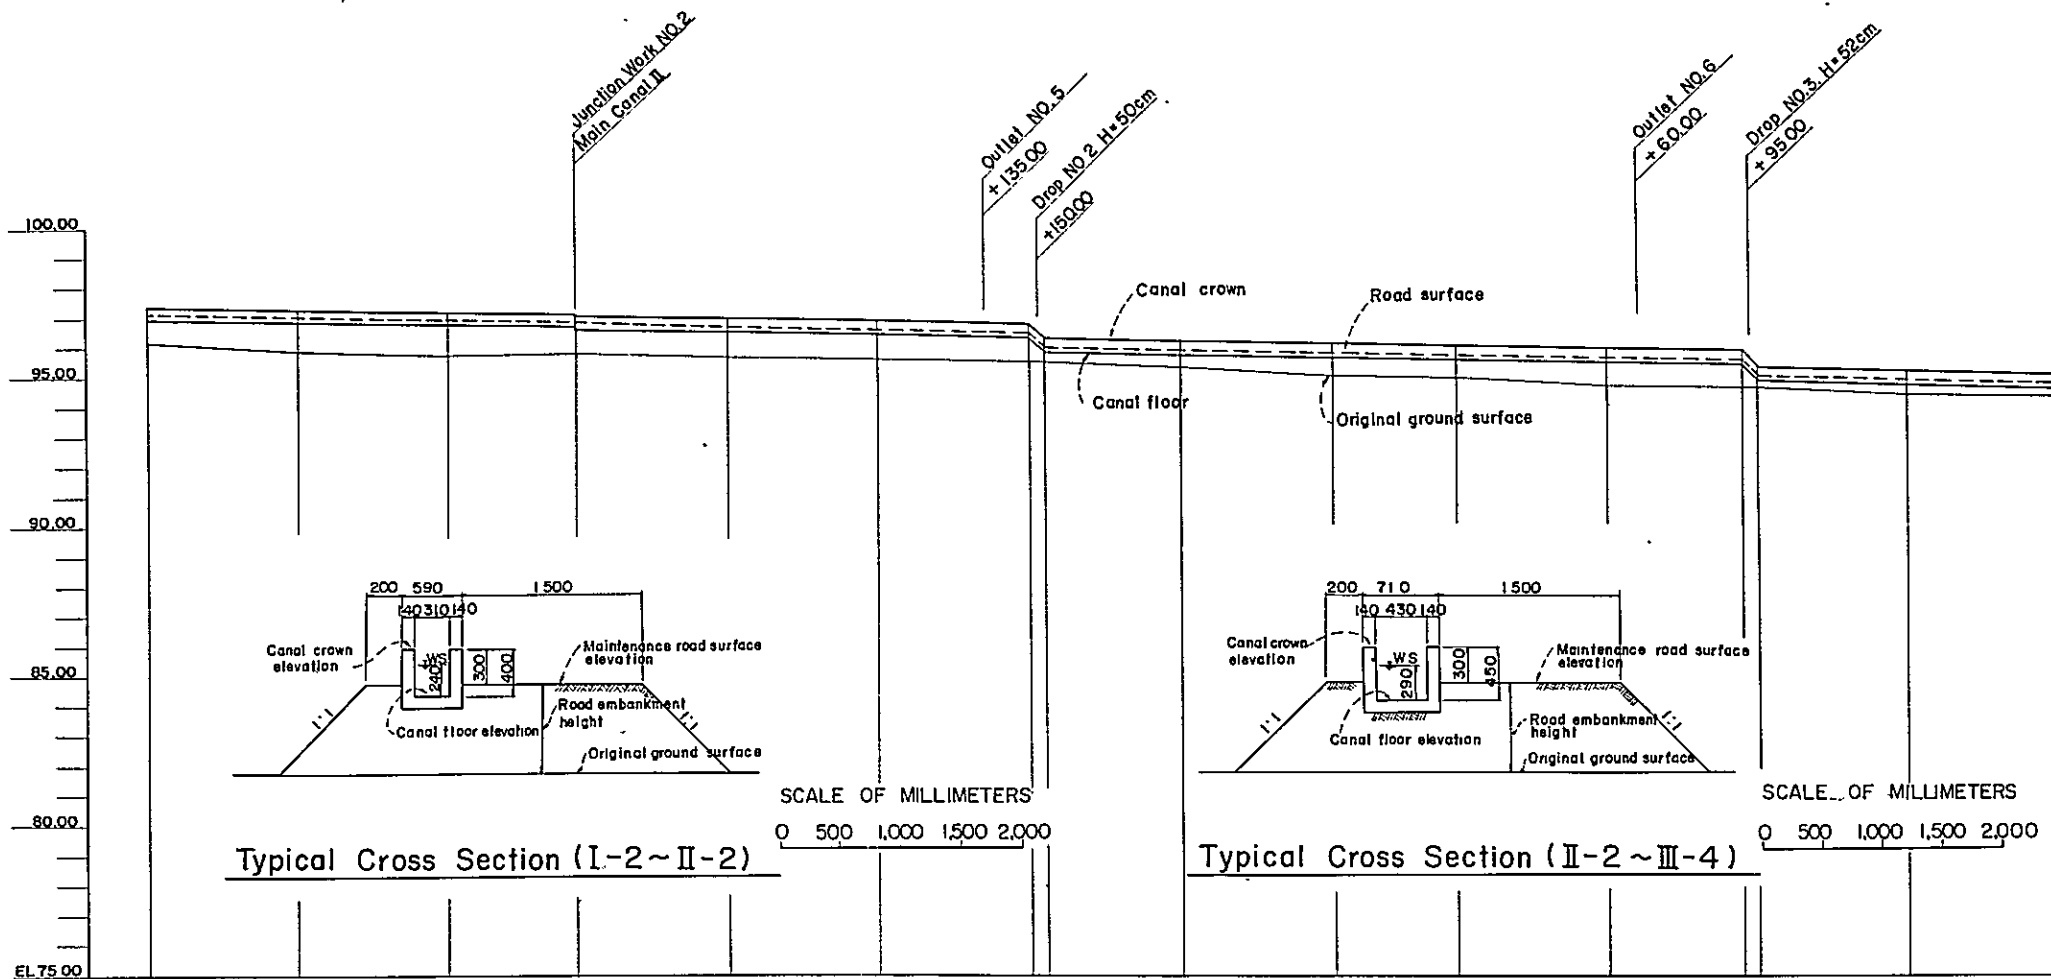 Junction Work NO.2
Main Canal II
Outlet NO.5
+135.00
Drop NO 2 H=50cm
+150.00
Outlet NO.6
+60.00
Drop NO.3. H=52cm
+95.00
100.00
95.00
90.00
85.00
80.00
EL 75 00
Canal crown
Road surface
Canal floor
Original ground surface
200 590 1500
140 310 140
Canal crown
elevation
WS
240
300
400
Maintenance road surface
elevation
Road embankment
height
Canal floor elevation
Original ground surface
1:1
1:1
SCALE OF MILLIMETERS
0 500 1,000 1,500 2,000
Typical Cross Section (I-2~II-2)
200 710 1500
140 430 140
Canal crown
elevation
WS
290
300
450
Maintenance road surface
elevation
Road embankment
height
Canal floor elevation
Original ground surface
1:1
1:1
SCALE OF MILLIMETERS
0 500 1,000 1,500 2,000
Typical Cross Section (II-2~III-4)